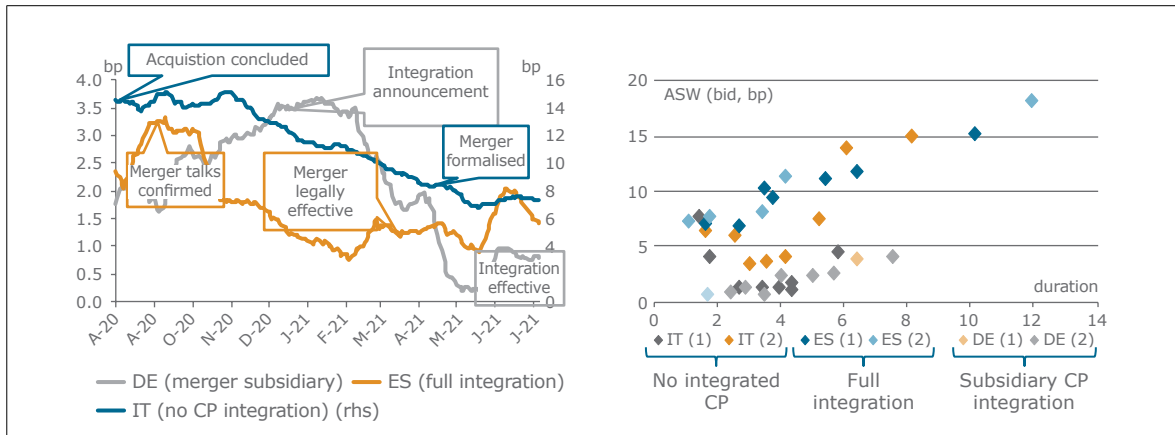 Acquistion concluded
bp
bp
4.0
3.5
3.0
2.5
2.0
1.5
1.0
0.5
0.0
16
14
12
10
8
6
4
2
0
Integration
announcement
Merger
formalised
Merger talks
confirmed
Merger
legally
effective
Integration
effective
A-20
A-20
O-20
N-20
D-20
J-21
F-21
M-21
A-21
M-21
J-21
J-21
DE (merger subsidiary)
ES (full integration)
IT (no CP integration) (rhs)
20
15
10
5
0
ASW (bid, bp)
duration
0 2 4 6 8 10 12 14
IT (1) IT (2) ES (1) ES (2) DE (1) DE (2)
No integrated
CP
Full
integration
Subsidiary CP
integration